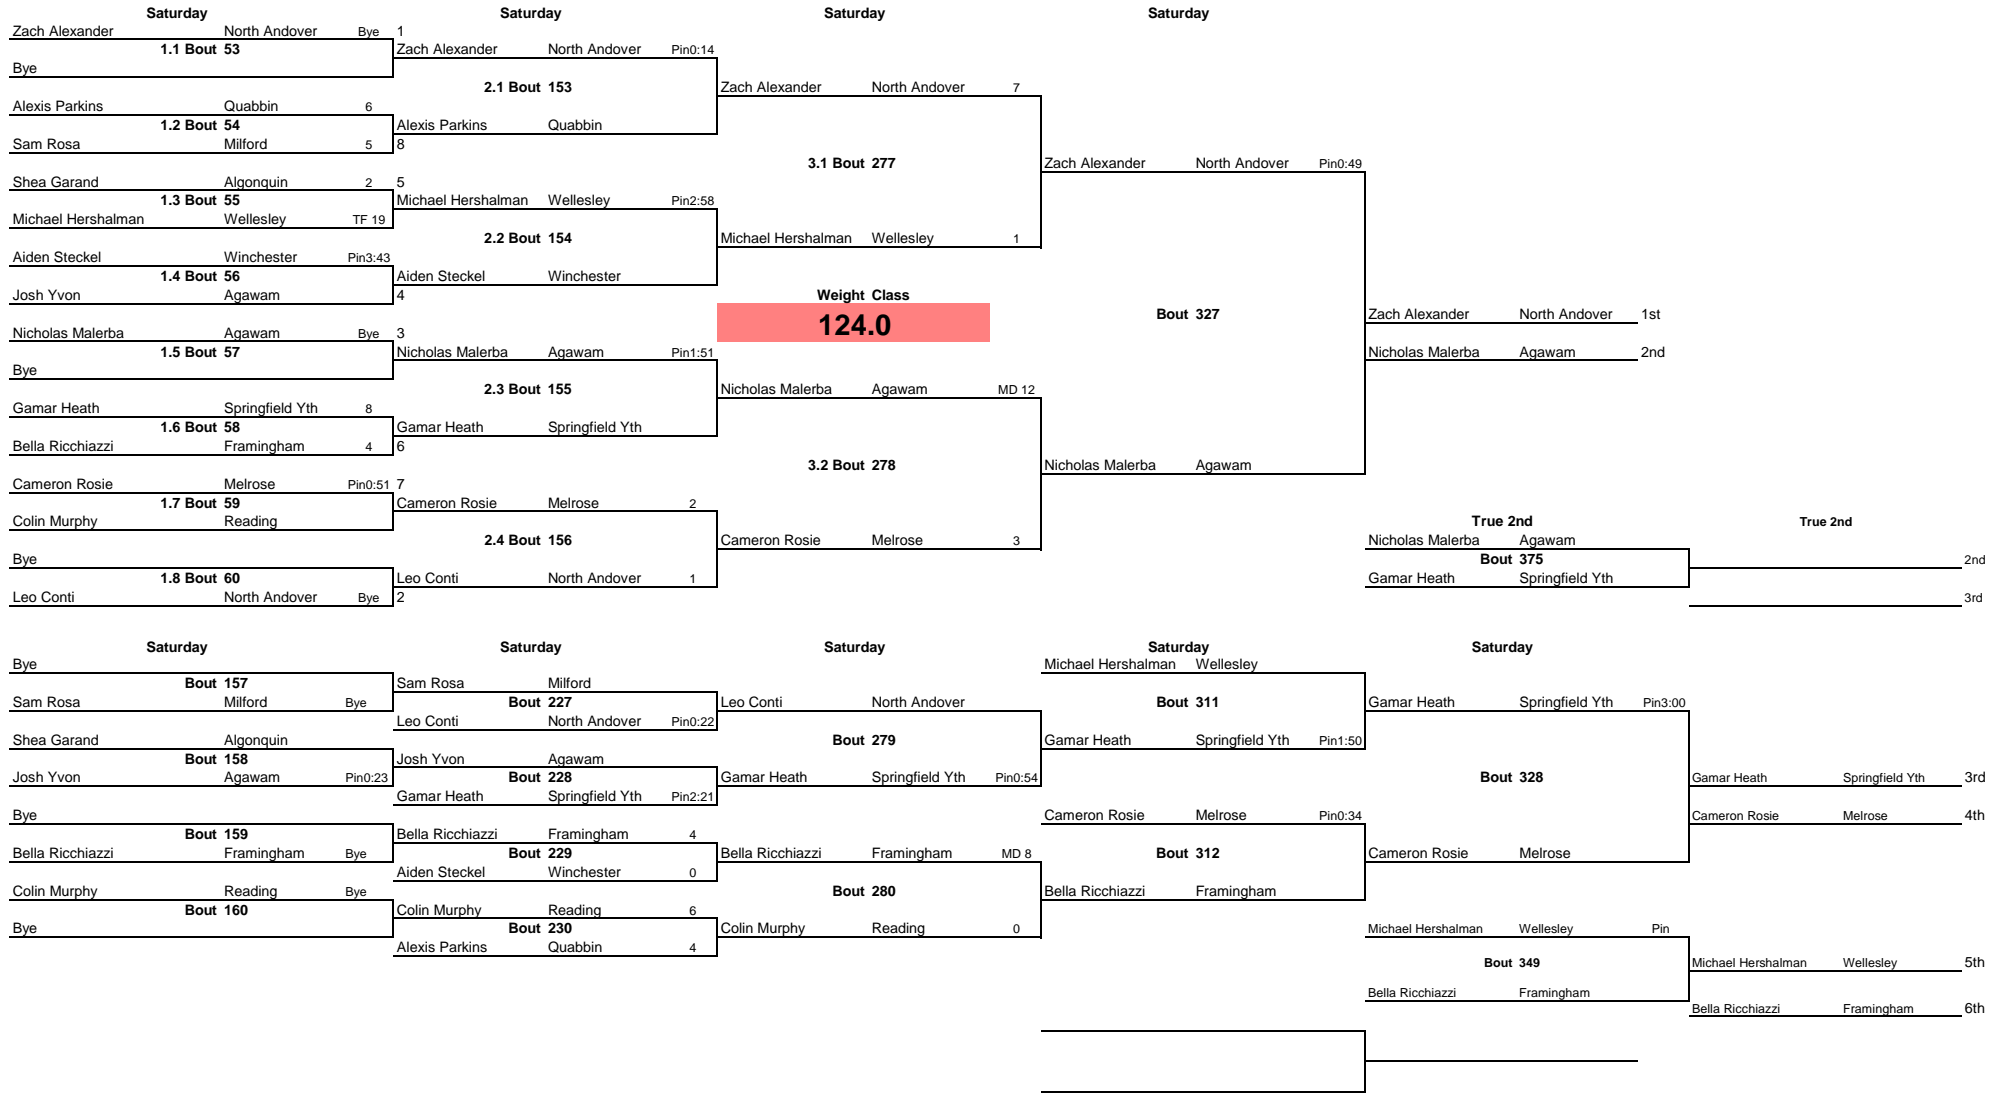 Saturday Saturday Saturday Saturday
Zach Alexander North Andover Bye 1
1.1 Bout 53 Zach Alexander North Andover Pin0:14
Bye
2.1 Bout 153 Zach Alexander North Andover 7
Alexis Parkins Quabbin 6
1.2 Bout 54 Alexis Parkins Quabbin
Sam Rosa Milford 5 8
3.1 Bout 277 Zach Alexander North Andover Pin0:49
Shea Garand Algonquin 2 5
1.3 Bout 55 Michael Hershalman Wellesley Pin2:58
Michael Hershalman Wellesley TF 19
2.2 Bout 154 Michael Hershalman Wellesley 1
Aiden Steckel Winchester Pin3:43
1.4 Bout 56 Aiden Steckel Winchester
Josh Yvon Agawam 4 Weight Class
124.0 Bout 327 Zach Alexander North Andover 1st
Nicholas Malerba Agawam Bye 3
1.5 Bout 57 Nicholas Malerba Agawam Pin1:51 Nicholas Malerba Agawam 2nd
Bye
2.3 Bout 155 Nicholas Malerba Agawam MD 12
Gamar Heath Springfield Yth 8
1.6 Bout 58 Gamar Heath Springfield Yth
Bella Ricchiazzi Framingham 4 6
3.2 Bout 278 Nicholas Malerba Agawam
Cameron Rosie Melrose Pin0:51 7
1.7 Bout 59 Cameron Rosie Melrose 2
Colin Murphy Reading True 2nd True 2nd
2.4 Bout 156 Cameron Rosie Melrose 3 Nicholas Malerba Agawam
Bye Bout 375 2nd
1.8 Bout 60 Leo Conti North Andover 1 Gamar Heath Springfield Yth
Leo Conti North Andover Bye 2 3rd
Saturday Saturday Saturday Saturday Saturday
Bye Michael Hershalman Wellesley
Bout 157 Sam Rosa Milford
Sam Rosa Milford Bye Bout 227 Leo Conti North Andover Bout 311 Gamar Heath Springfield Yth Pin3:00
Leo Conti North Andover Pin0:22
Shea Garand Algonquin Bout 279 Gamar Heath Springfield Yth Pin1:50
Bout 158 Josh Yvon Agawam
Josh Yvon Agawam Pin0:23 Bout 228 Gamar Heath Springfield Yth Pin0:54 Bout 328 Gamar Heath Springfield Yth 3rd
Gamar Heath Springfield Yth Pin2:21
Bye Cameron Rosie Melrose Pin0:34 Cameron Rosie Melrose 4th
Bout 159 Bella Ricchiazzi Framingham 4
Bella Ricchiazzi Framingham Bye Bout 229 Bella Ricchiazzi Framingham MD 8 Bout 312 Cameron Rosie Melrose
Aiden Steckel Winchester 0
Colin Murphy Reading Bye Bout 280 Bella Ricchiazzi Framingham
Bout 160 Colin Murphy Reading 6
Bye Bout 230 Colin Murphy Reading 0 Michael Hershalman Wellesley Pin
Alexis Parkins Quabbin 4
Bout 349 Michael Hershalman Wellesley 5th
Bella Ricchiazzi Framingham
Bella Ricchiazzi Framingham 6th